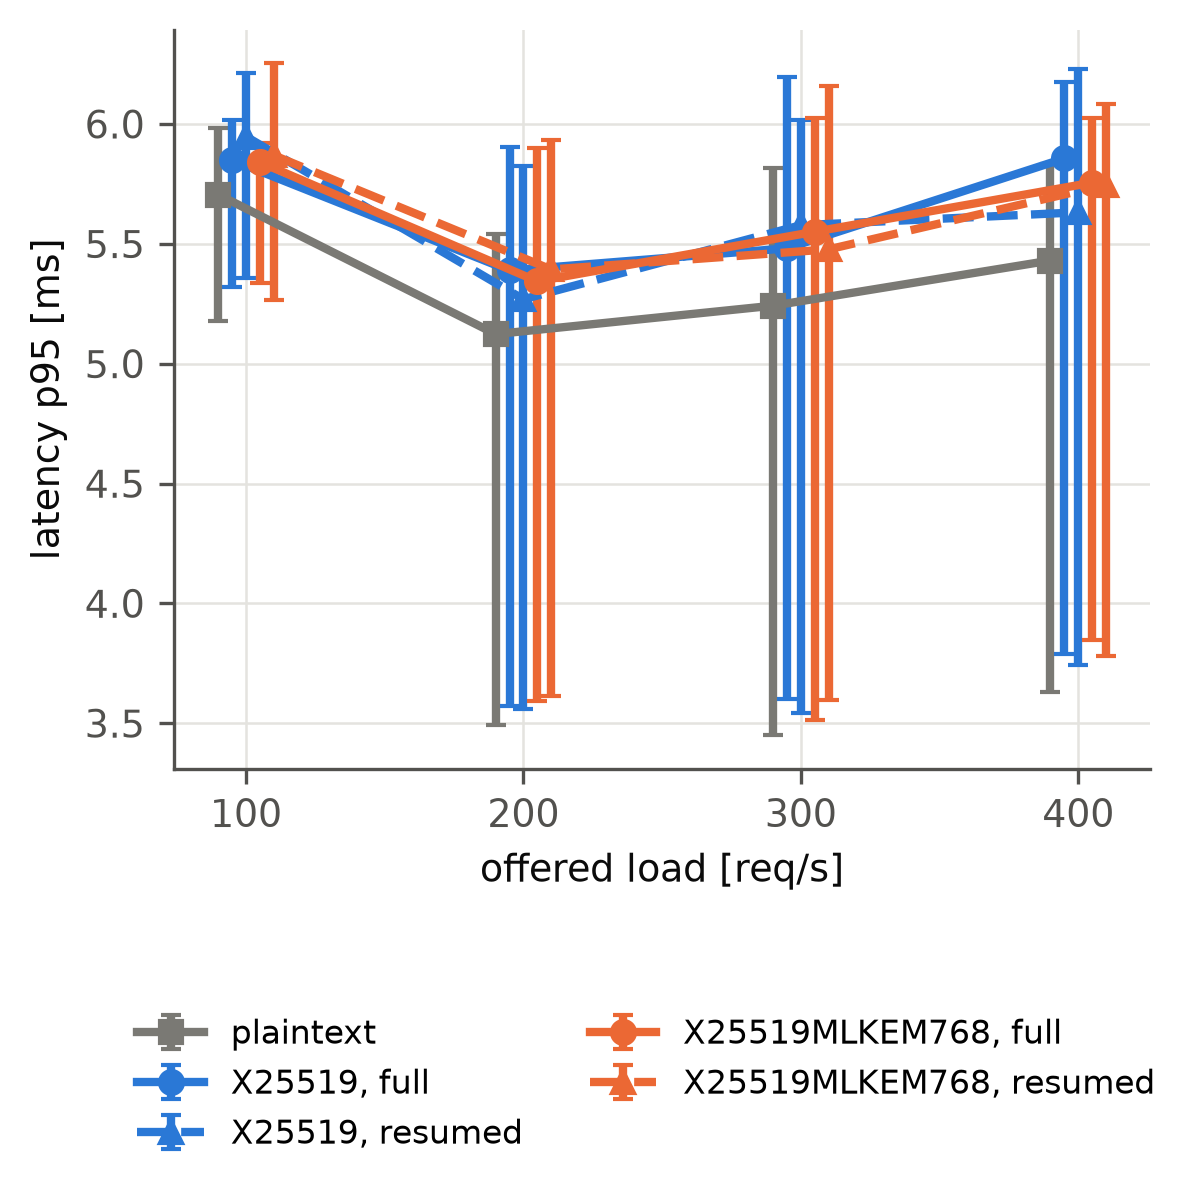 6.0
5.5
5.0
4.5
4.0
3.5
latency p95 [ms]
100 200 300 400
offered load [req/s]
plaintext
X25519, full
X25519, resumed
X25519MLKEM768, full
X25519MLKEM768, resumed